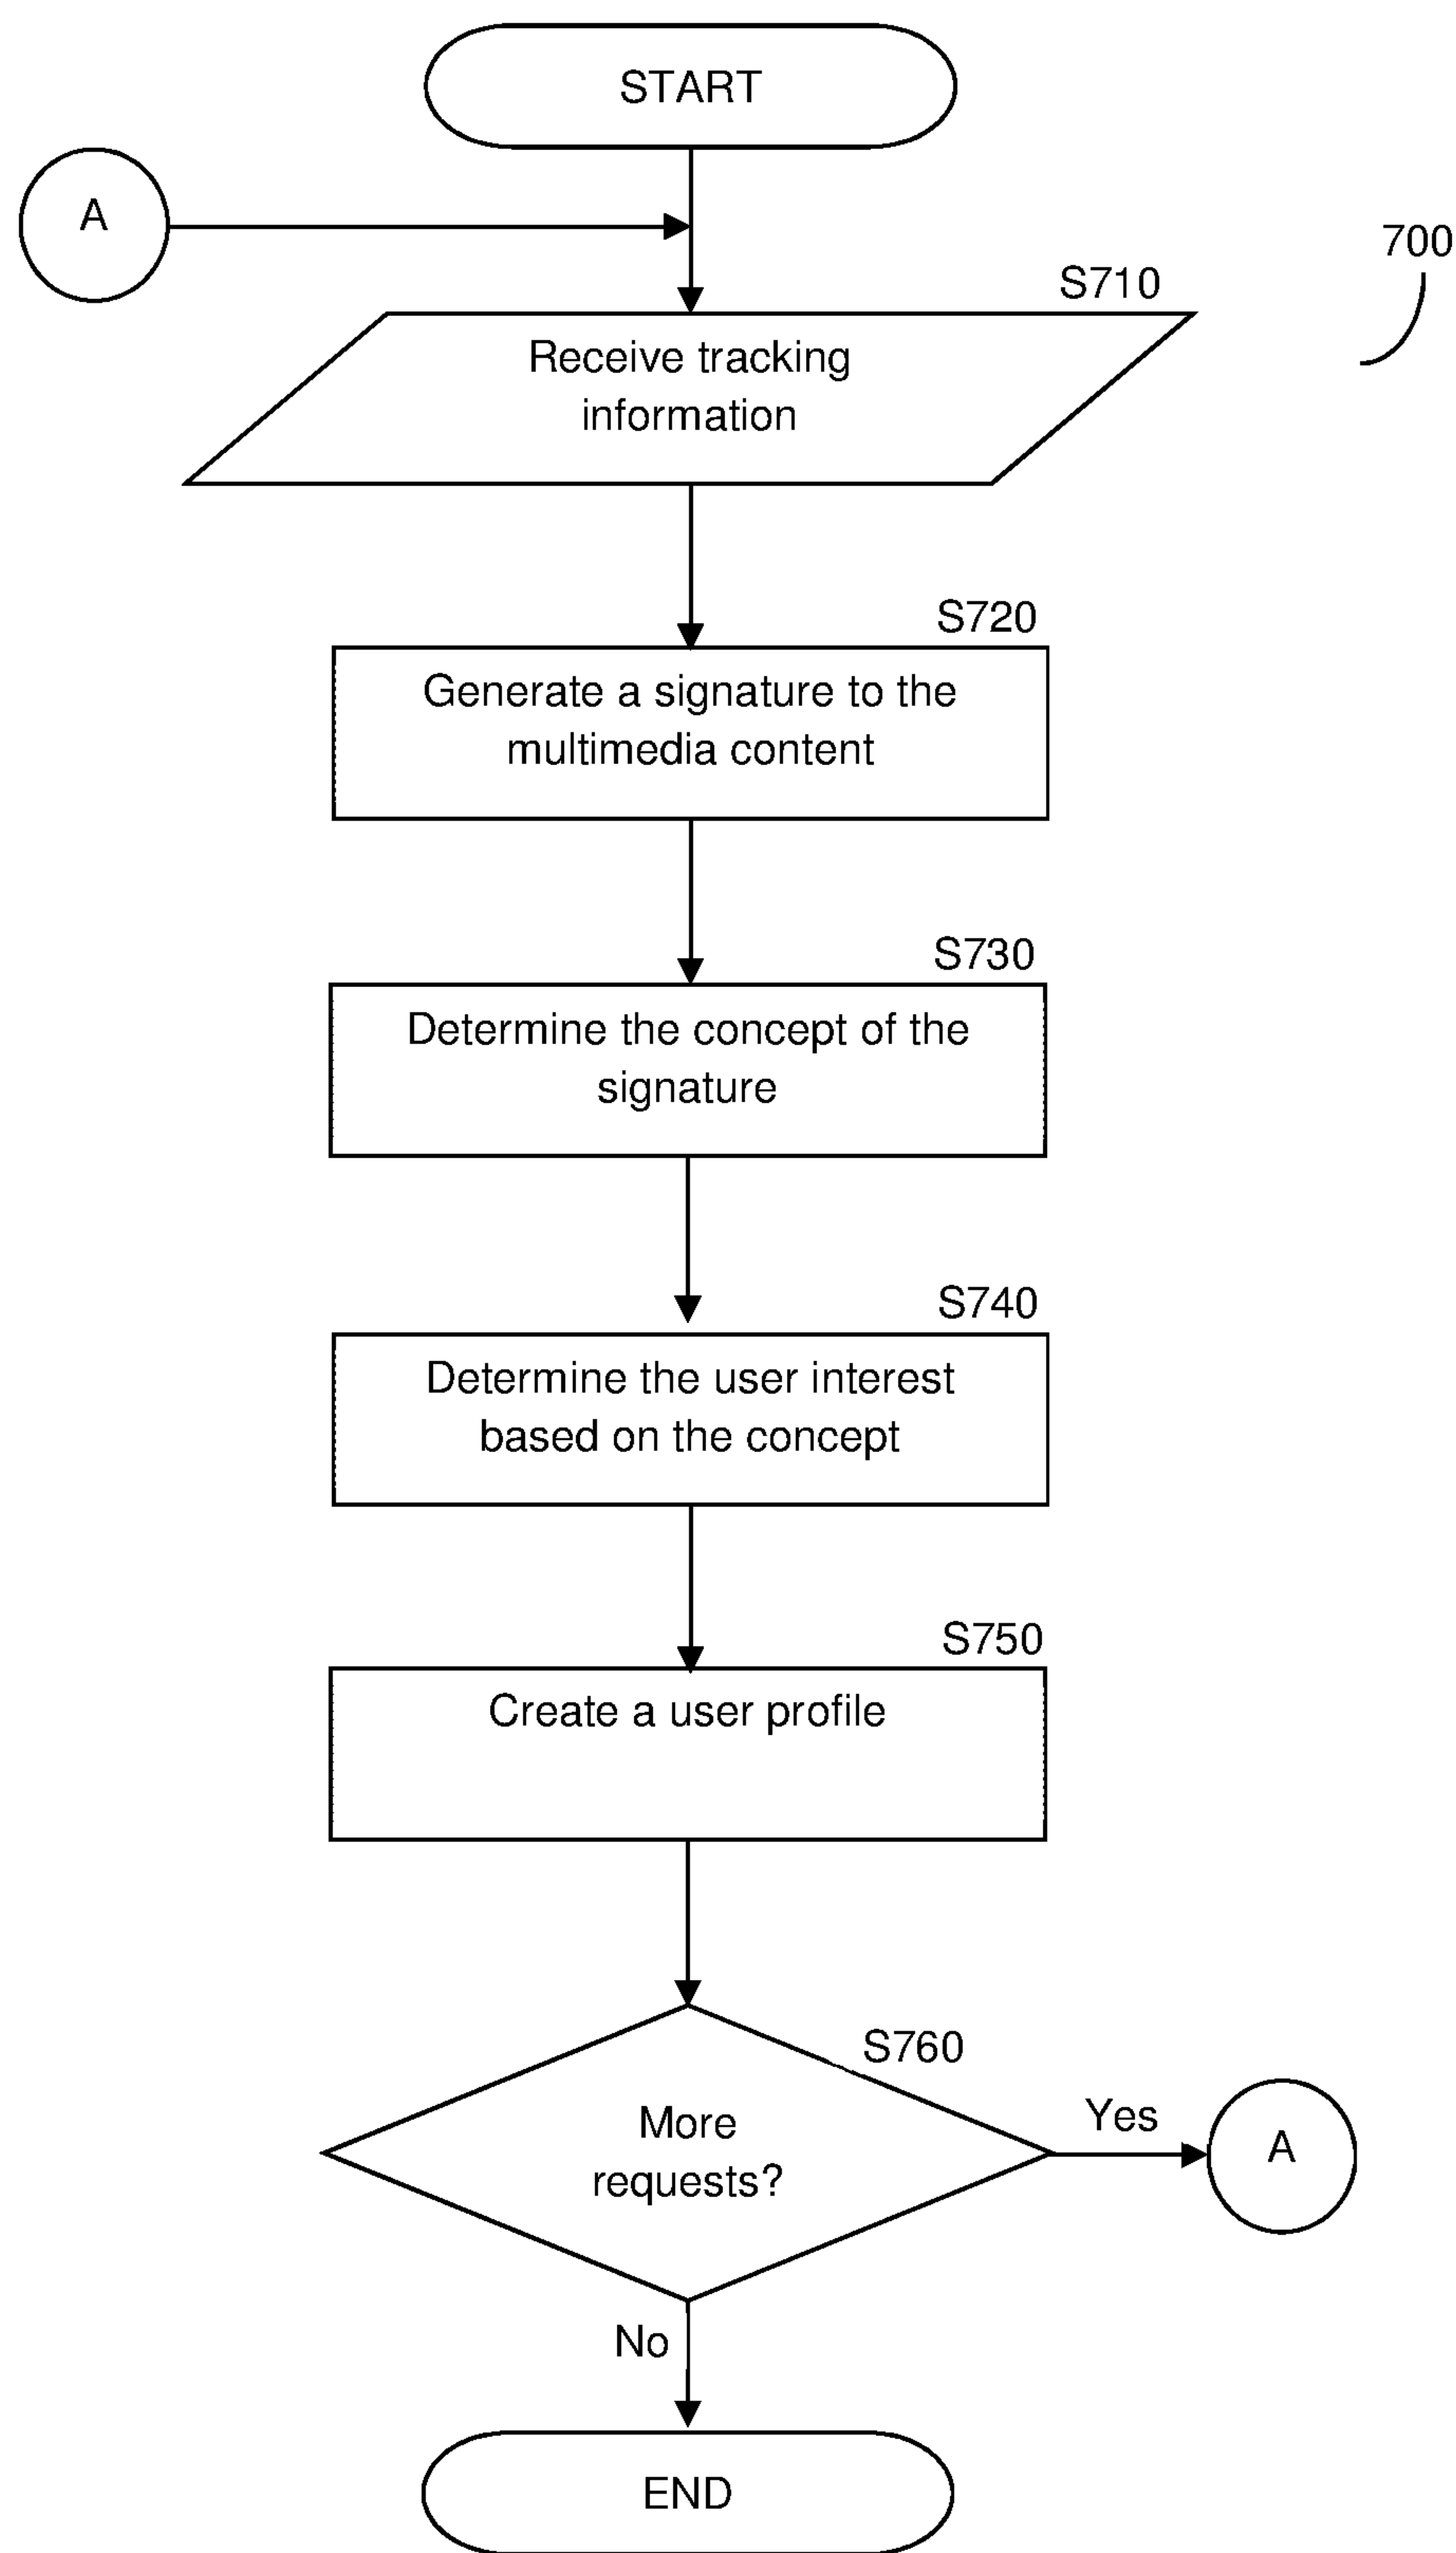 START
A
700
S710
Receive tracking
information
S720
Generate a signature to the
multimedia content
S730
Determine the concept of the
signature
S740
Determine the user interest
based on the concept
S750
Create a user profile
S760
More
requests?
Yes
A
No
END